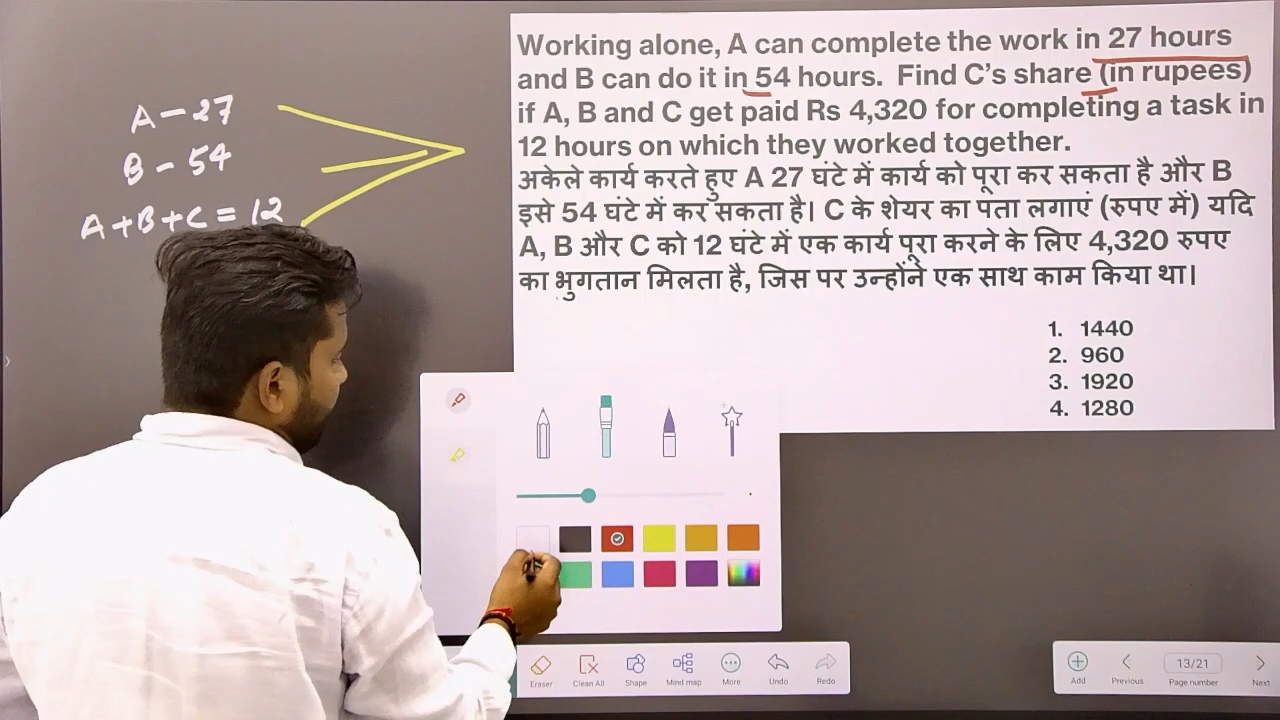 A - 27
B - 54
A + B + C = 12
Working alone, A can complete the work in 27 hours
and B can do it in 54 hours. Find C's share (in rupees)
if A, B and C get paid Rs 4,320 for completing a task in
12 hours on which they worked together.
अकेले कार्य करते हुए A 27 घंटे में कार्य को पूरा कर सकता है और B
इसे 54 घंटे में कर सकता है। C के शेयर का पता लगाएं (रुपए में) यदि
A, B और C को 12 घंटे में एक कार्य पूरा करने के लिए 4,320 रुपए
का भुगतान मिलता है, जिस पर उन्होंने एक साथ काम किया था।
1. 1440
2. 960
3. 1920
4. 1280
Eraser Clean All Shape Mind map More Undo Redo
Add Previous 13/21 Page number Next